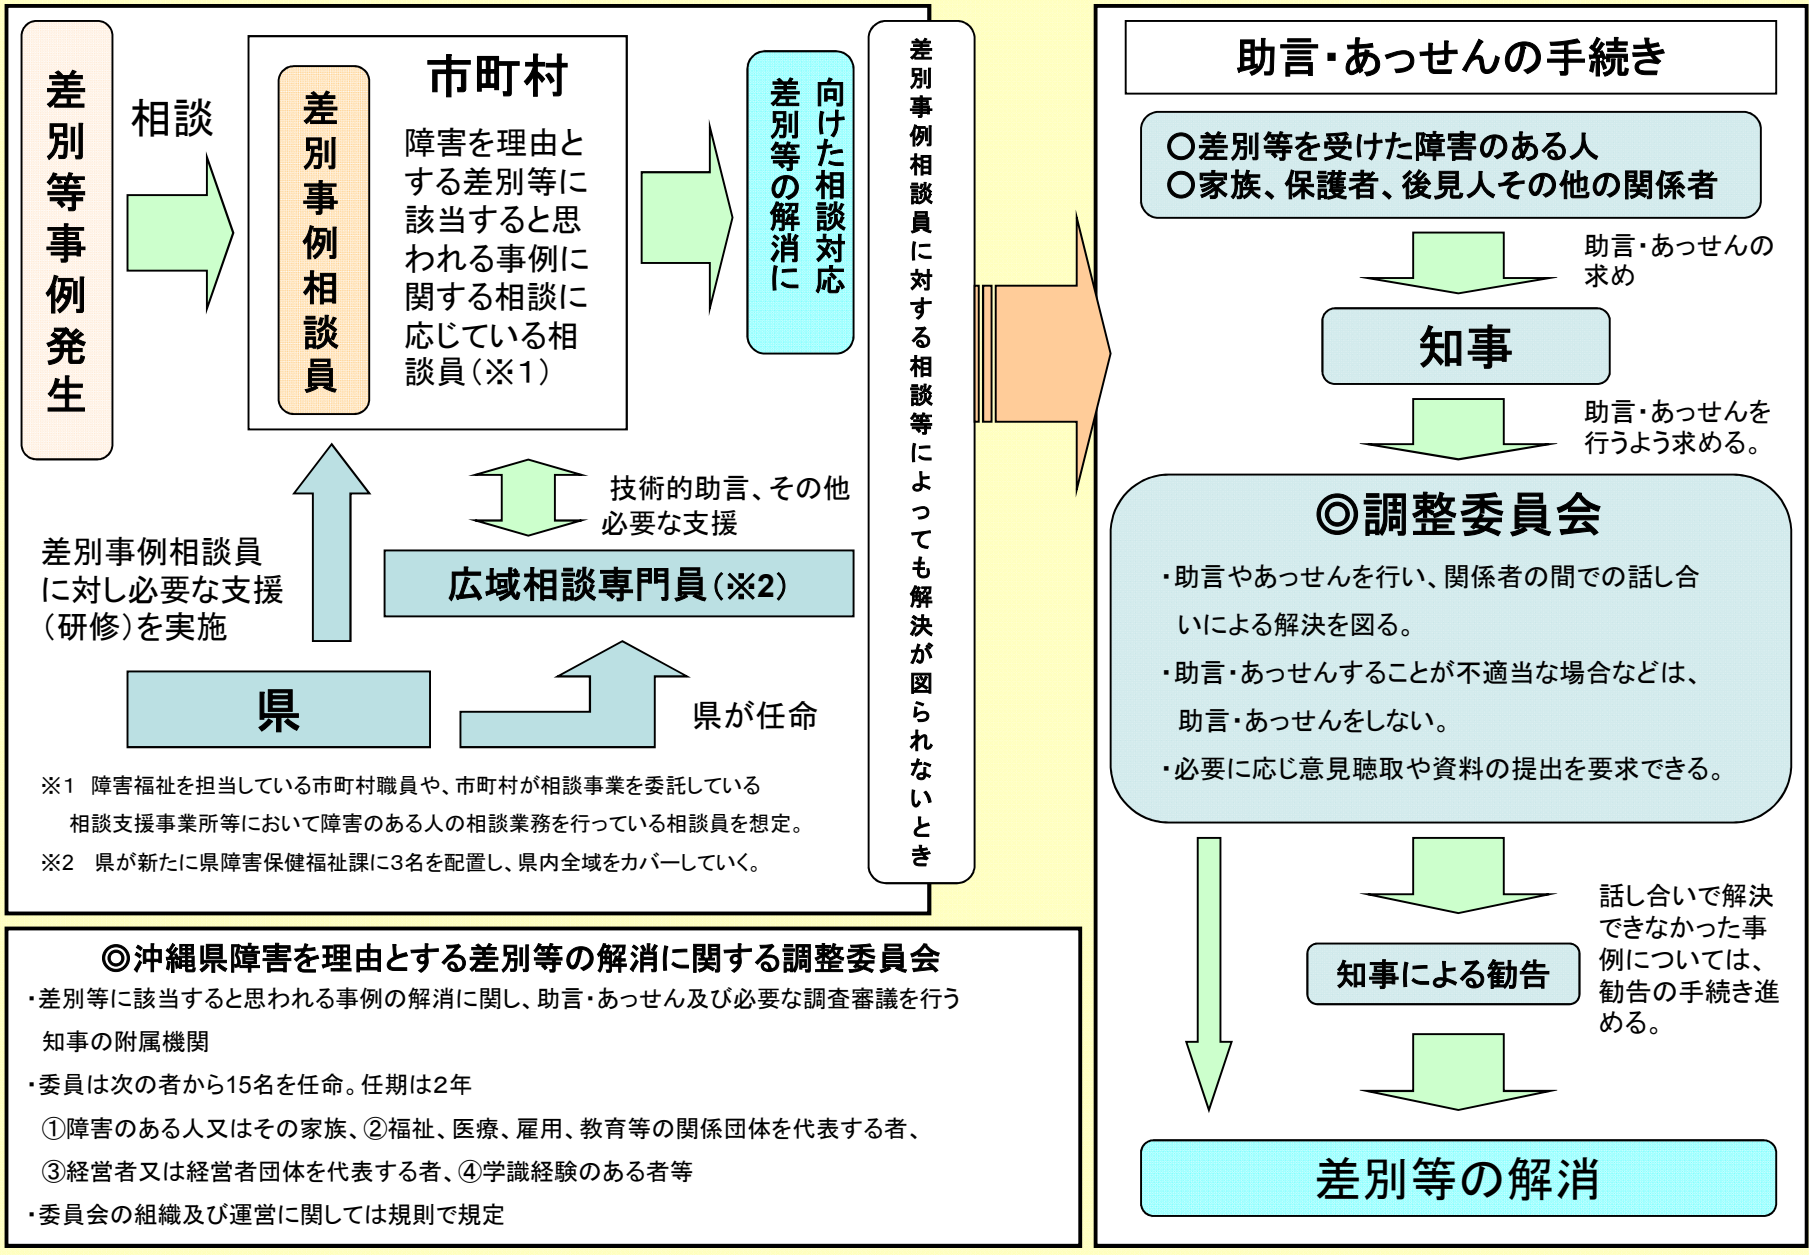 差別等事例発生
相談
市町村
差別事例相談員
障害を理由と
する差別等に
該当すると思
われる事例に
関する相談に
応じている相
談員(※1)
差別等の解消に
向けた相談対応
技術的助言、その他
必要な支援
差別事例相談員
に対し必要な支援
(研修)を実施
広域相談専門員(※2)
県
県が任命
※1 障害福祉を担当している市町村職員や、市町村が相談事業を委託している
相談支援事業所等において障害のある人の相談業務を行っている相談員を想定。
※2 県が新たに県障害保健福祉課に3名を配置し、県内全域をカバーしていく。
差別事例相談員に対する相談等によっても解決が図られないとき
助言・あっせんの手続き
○差別等を受けた障害のある人
○家族、保護者、後見人その他の関係者
助言・あっせんの
求め
知事
助言・あっせんを
行うよう求める。
◎調整委員会
・助言やあっせんを行い、関係者の間での話し合
いによる解決を図る。
・助言・あっせんすることが不適当な場合などは、
助言・あっせんをしない。
・必要に応じ意見聴取や資料の提出を要求できる。
話し合いで解決
できなかった事
例については、
勧告の手続き進
める。
知事による勧告
差別等の解消
◎沖縄県障害を理由とする差別等の解消に関する調整委員会
・差別等に該当すると思われる事例の解消に関し、助言・あっせん及び必要な調査審議を行う
知事の附属機関
・委員は次の者から15名を任命。任期は2年
①障害のある人又はその家族、②福祉、医療、雇用、教育等の関係団体を代表する者、
③経営者又は経営者団体を代表する者、④学識経験のある者等
・委員会の組織及び運営に関しては規則で規定